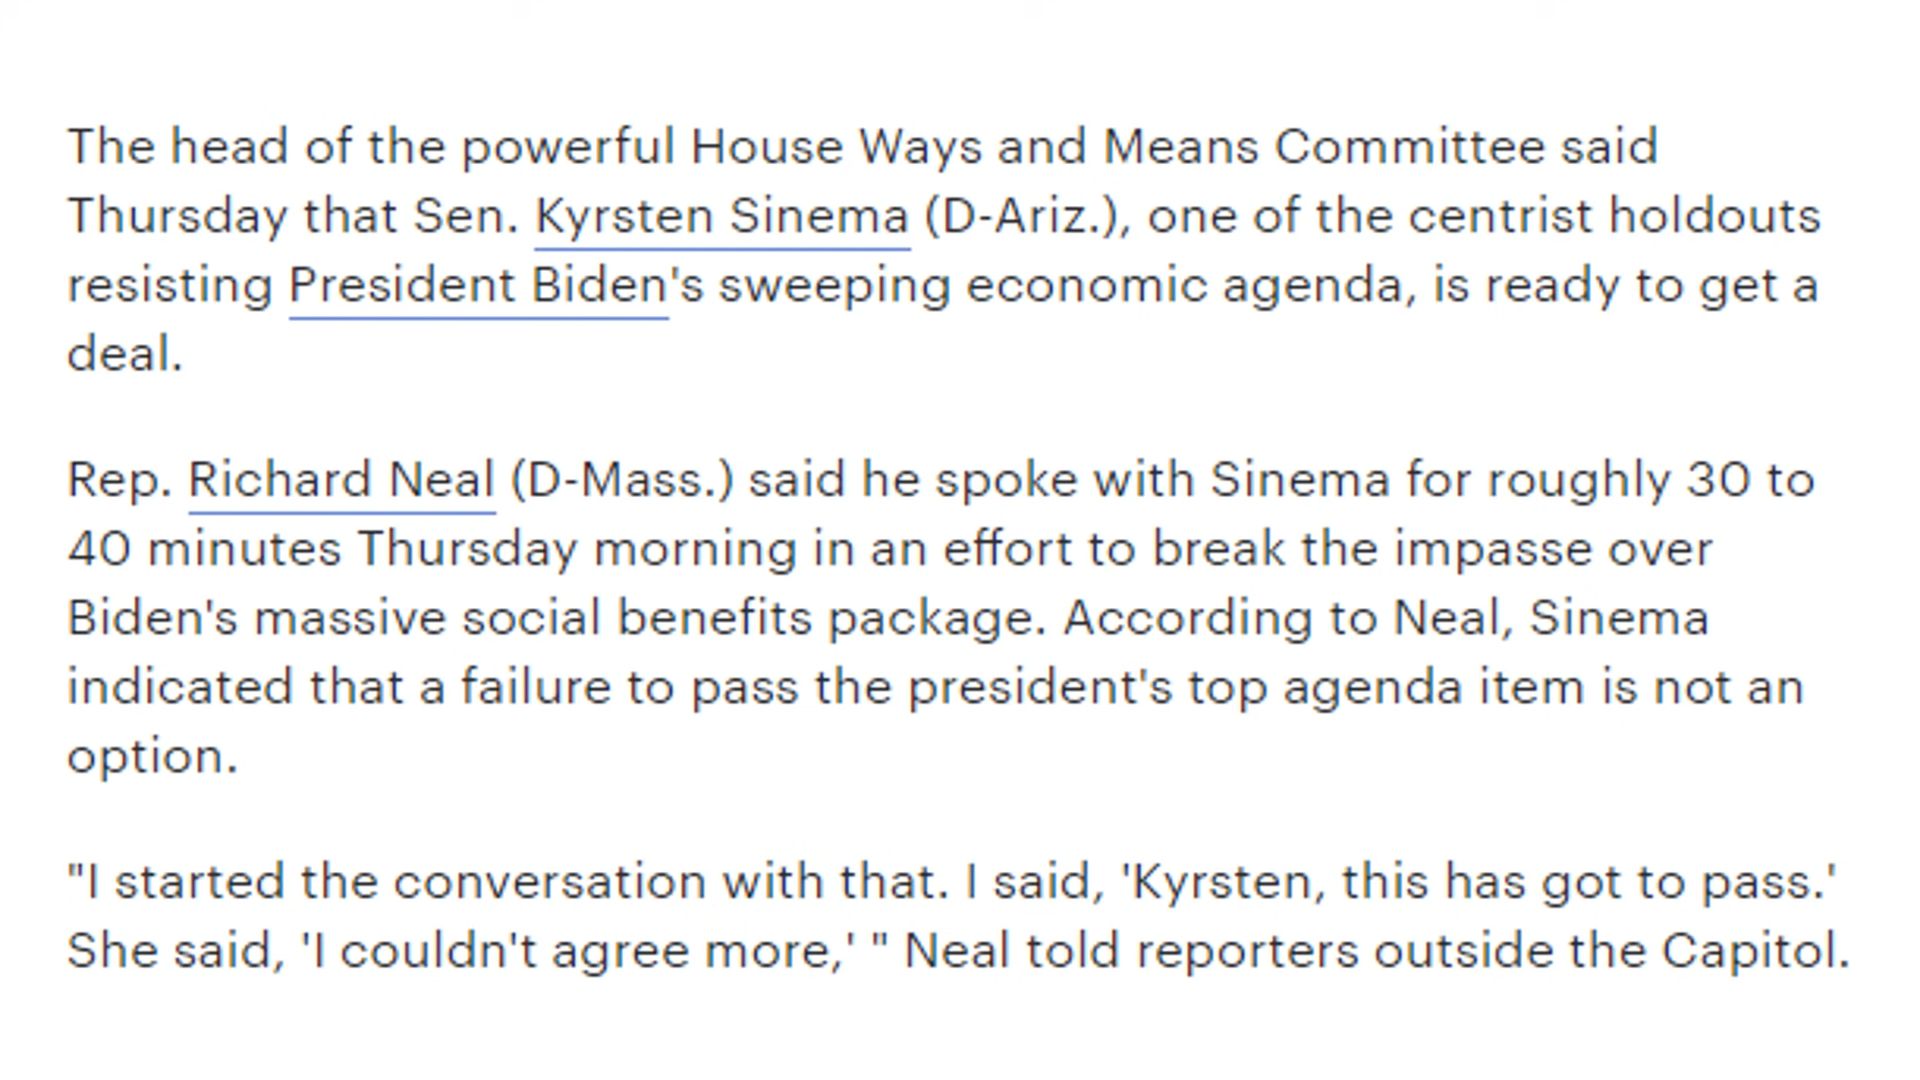 The head of the powerful House Ways and Means Committee said
Thursday that Sen. Kyrsten Sinema (D-Ariz.), one of the centrist holdouts
resisting President Biden's sweeping economic agenda, is ready to get a
deal.
Rep. Richard Neal (D-Mass.) said he spoke with Sinema for roughly 30 to
40 minutes Thursday morning in an effort to break the impasse over
Biden's massive social benefits package. According to Neal, Sinema
indicated that a failure to pass the president's top agenda item is not an
option.
"I started the conversation with that. I said, 'Kyrsten, this has got to pass.'
She said, 'I couldn't agree more,' " Neal told reporters outside the Capitol.